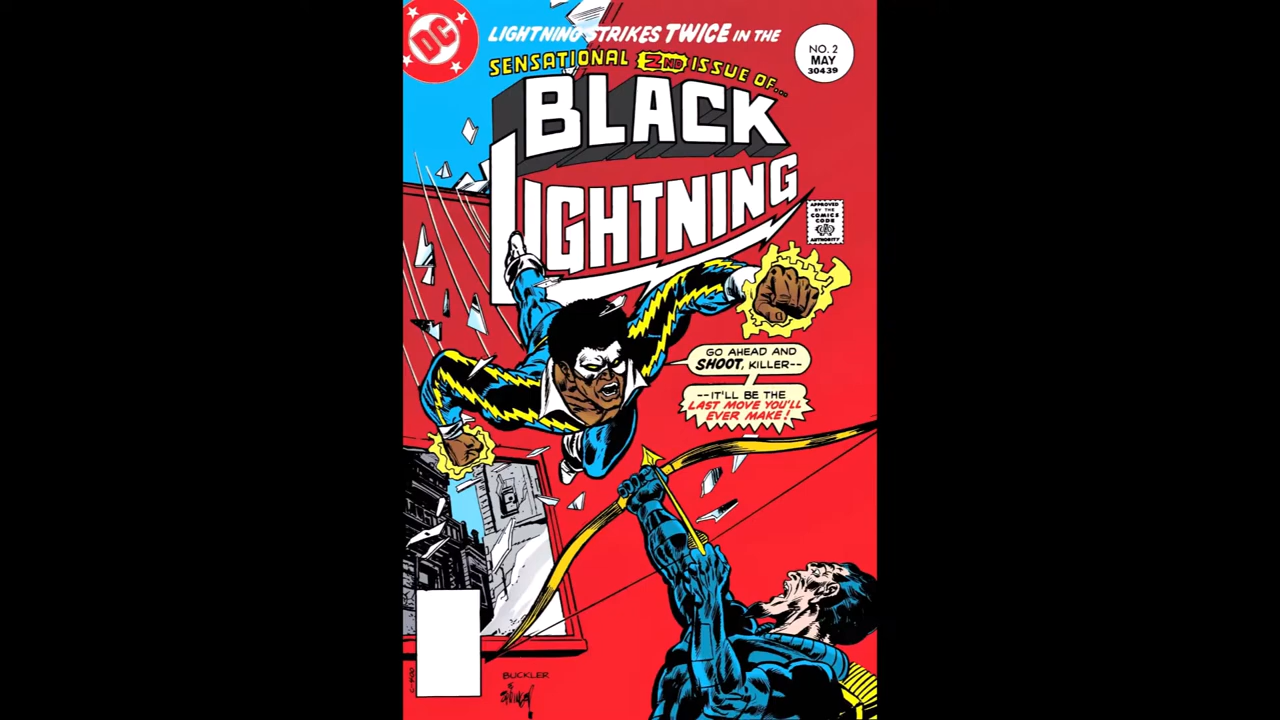 DC
LIGHTNING STRIKES TWICE IN THE
SENSATIONAL 2ND ISSUE OF...
BLACK
LIGHTNING
NO. 2
MAY
30439
APPROVED
BY THE
COMICS
CODE
AUTHORITY
GO AHEAD AND
SHOOT, KILLER--
--IT'LL BE THE
LAST MOVE YOU'LL
EVER MAKE!
BUCKLER